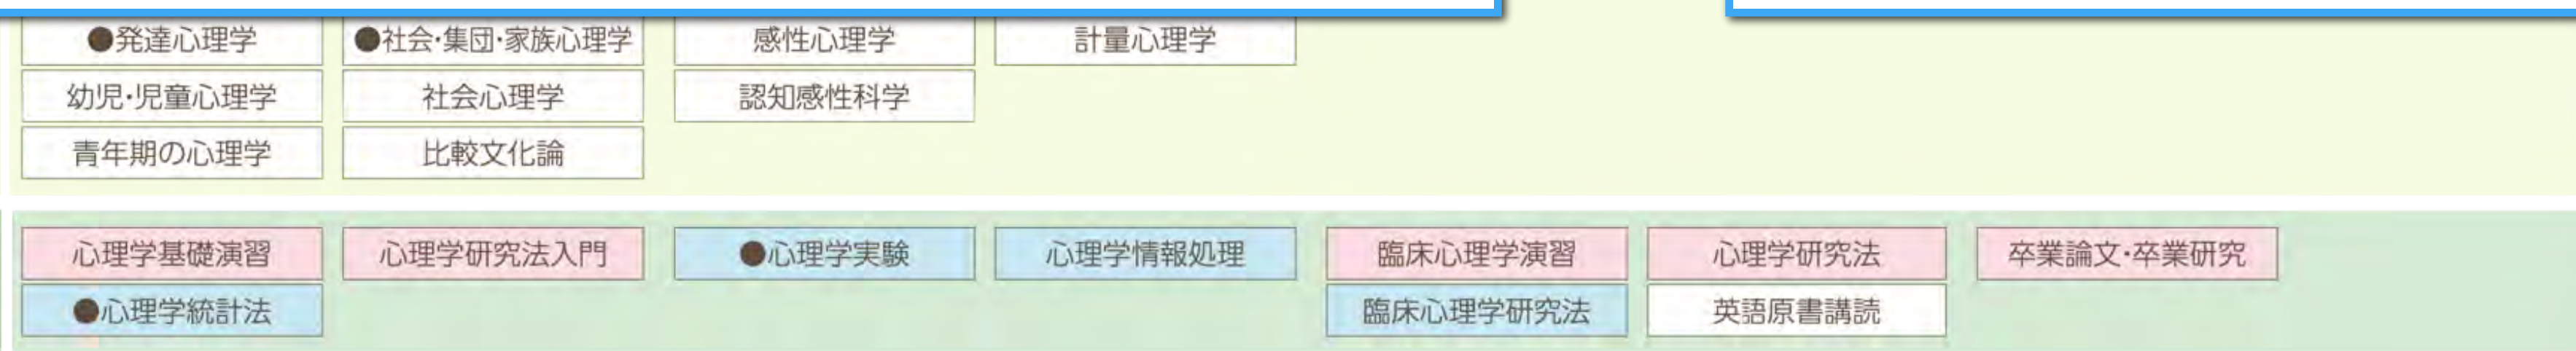 ●発達心理学 ●社会・集団・家族心理学 感性心理学 計量心理学
幼児・児童心理学 社会心理学 認知感性科学
青年期の心理学 比較文化論
心理学基礎演習 心理学研究法入門 ●心理学実験 心理学情報処理 臨床心理学演習 心理学研究法 卒業論文・卒業研究
●心理学統計法 臨床心理学研究法 英語原書講読